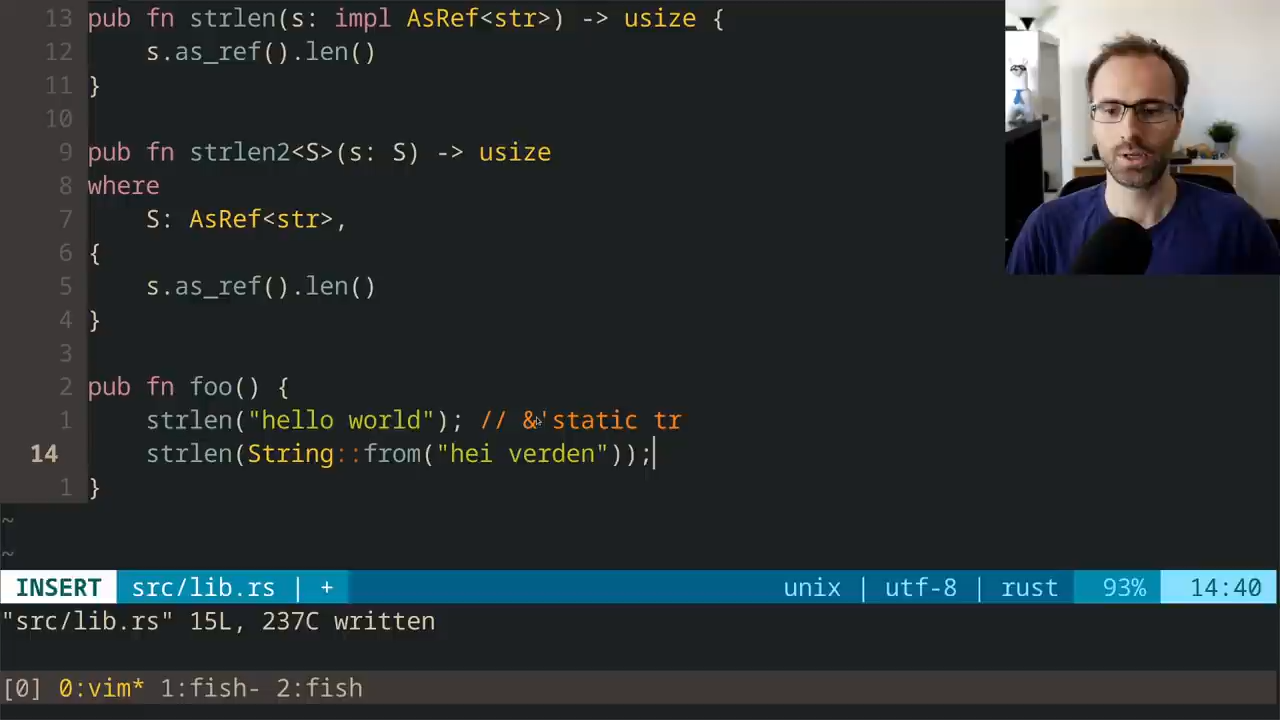 13 pub fn strlen(s: impl AsRef<str>) -> usize {
12     s.as_ref().len()
11 }
10
9 pub fn strlen2<S>(s: S) -> usize
8 where
7     S: AsRef<str>,
6 {
5     s.as_ref().len()
4 }
3
2 pub fn foo() {
1     strlen("hello world"); // &'static tr
14     strlen(String::from("hei verden"));
1 }
~
~
INSERT src/lib.rs | + unix | utf-8 | rust 93% 14:40
"src/lib.rs" 15L, 237C written
[0] 0:vim* 1:fish- 2:fish